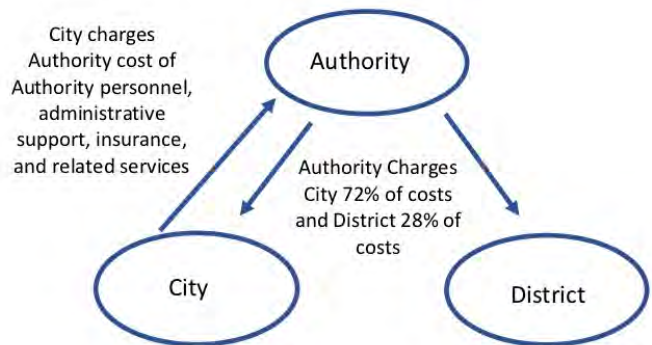 City charges
Authority cost of
Authority personnel,
administrative
support, insurance,
and related services
Authority
Authority Charges
City 72% of costs
and District 28% of
costs
City
District